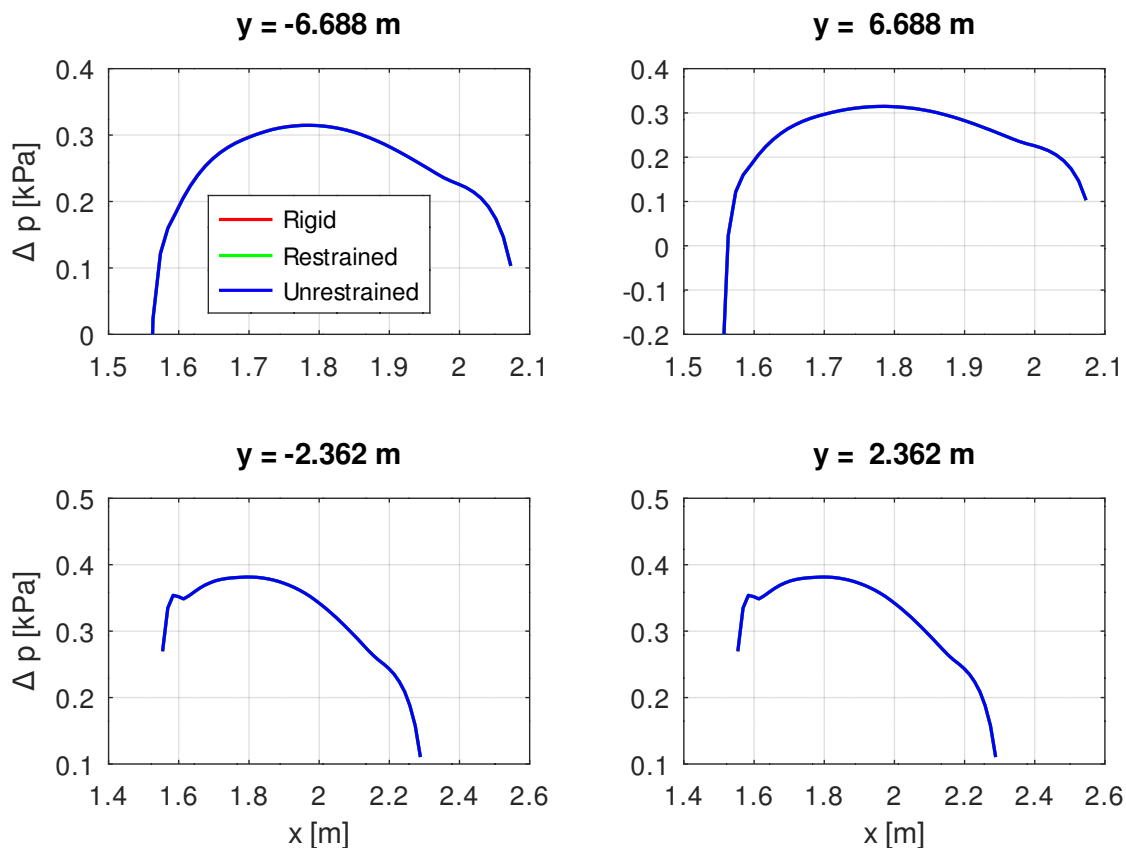 y = -6.688 m
Δ p [kPa]
0.4
0.3
0.2
0.1
0
1.5 1.6 1.7 1.8 1.9 2 2.1
Rigid
Restrained
Unrestrained
y = 6.688 m
0.4
0.3
0.2
0.1
0
-0.1
-0.2
1.5 1.6 1.7 1.8 1.9 2 2.1
y = -2.362 m
Δ p [kPa]
0.5
0.4
0.3
0.2
0.1
1.4 1.6 1.8 2 2.2 2.4 2.6
x [m]
y = 2.362 m
0.5
0.4
0.3
0.2
0.1
1.4 1.6 1.8 2 2.2 2.4 2.6
x [m]